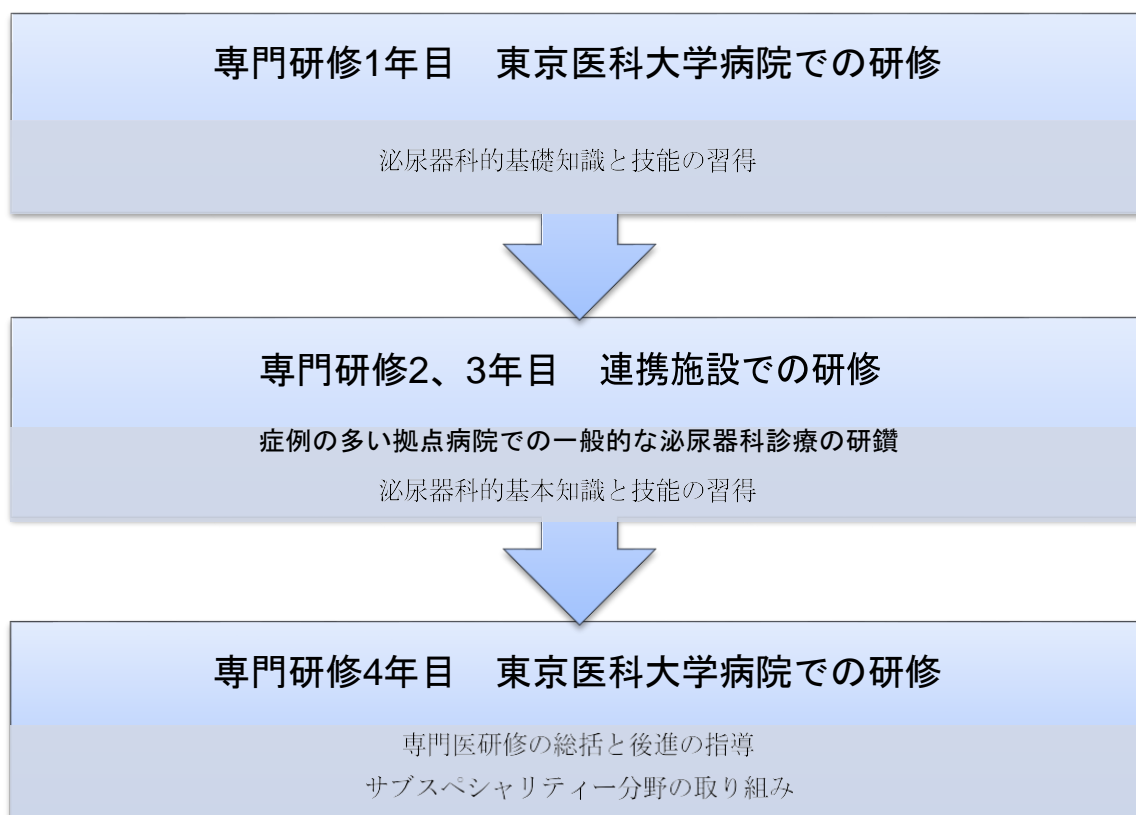 専門研修1年目　東京医科大学病院での研修
泌尿器科的基礎知識と技能の習得
専門研修2、3年目　連携施設での研修
症例の多い拠点病院での一般的な泌尿器科診療の研鑽
泌尿器科的基本知識と技能の習得
専門研修4年目　東京医科大学病院での研修
専門医研修の総括と後進の指導
サブスペシャリティー分野の取り組み